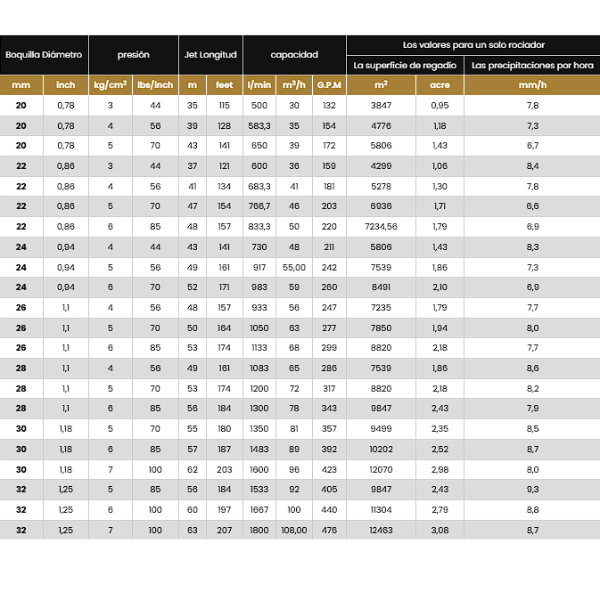 Los valores para un solo rociador
Boquilla Diámetro presión Jet Longitud capacidad
La superficie de regadío Las precipitaciones por hora
mm inch kg/cm² lbs/inch m feet l/min m³/h G.P.M m² acre mm/h
20 0,78 3 44 35 115 500 30 132 3847 0,95 7,8
20 0,78 4 56 39 128 583,3 35 154 4776 1,18 7,3
20 0,78 5 70 43 141 650 39 172 5806 1,43 6,7
22 0,86 3 44 37 121 600 36 159 4299 1,06 8,4
22 0,86 4 56 41 134 683,3 41 181 5278 1,30 7,8
22 0,86 5 70 47 154 766,7 46 203 6936 1,71 6,6
22 0,86 6 85 48 157 833,3 50 220 7234,56 1,79 6,9
24 0,94 4 44 43 141 730 48 211 5806 1,43 8,3
24 0,94 5 56 49 161 917 55,00 242 7539 1,86 7,3
24 0,94 6 70 52 171 983 59 260 8491 2,10 6,9
26 1,1 4 56 48 157 933 56 247 7235 1,79 7,7
26 1,1 5 70 50 164 1050 63 277 7850 1,94 8,0
26 1,1 6 85 53 174 1133 68 299 8820 2,18 7,7
28 1,1 4 56 49 161 1083 65 286 7539 1,86 8,6
28 1,1 5 70 53 174 1200 72 317 8820 2,18 8,2
28 1,1 6 85 56 184 1300 78 343 9847 2,43 7,9
30 1,18 5 70 55 180 1350 81 357 9499 2,35 8,5
30 1,18 6 85 57 187 1483 89 392 10202 2,52 8,7
30 1,18 7 100 62 203 1600 96 423 12070 2,98 8,0
32 1,25 5 85 56 184 1533 92 405 9847 2,43 9,3
32 1,25 6 100 60 197 1667 100 440 11304 2,79 8,8
32 1,25 7 100 63 207 1800 108,00 476 12463 3,08 8,7